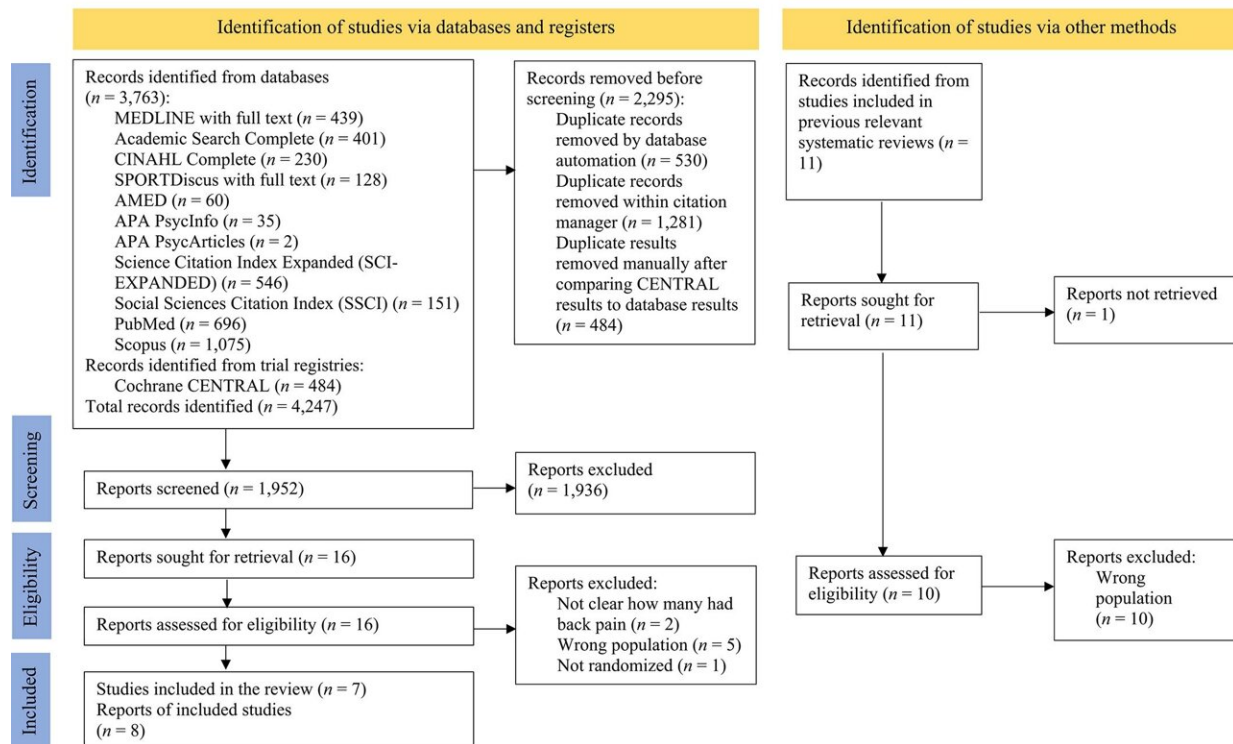 Identification of studies via databases and registers
Identification of studies via other methods
Identification
Records identified from databases
(n = 3,763):
MEDLINE with full text (n = 439)
Academic Search Complete (n = 401)
CINAHL Complete (n = 230)
SPORTDiscus with full text (n = 128)
AMED (n = 60)
APA PsycInfo (n = 35)
APA PsycArticles (n = 2)
Science Citation Index Expanded (SCI-
EXPANDED) (n = 546)
Social Sciences Citation Index (SSCI) (n = 151)
PubMed (n = 696)
Scopus (n = 1,075)
Records identified from trial registries:
Cochrane CENTRAL (n = 484)
Total records identified (n = 4,247)
Records removed before
screening (n = 2,295):
Duplicate records
removed by database
automation (n = 530)
Duplicate records
removed within citation
manager (n = 1,281)
Duplicate results
removed manually after
comparing CENTRAL
results to database results
(n = 484)
Records identified from
studies included in
previous relevant
systematic reviews (n =
11)
Reports sought for
retrieval (n = 11)
Reports not retrieved
(n = 1)
Screening
Reports screened (n = 1,952)
Reports excluded
(n = 1,936)
Eligibility
Reports sought for retrieval (n = 16)
Reports assessed for eligibility (n = 16)
Reports excluded:
Not clear how many had
back pain (n = 2)
Wrong population (n = 5)
Not randomized (n = 1)
Reports assessed for
eligibility (n = 10)
Reports excluded:
Wrong
population
(n = 10)
Included
Studies included in the review (n = 7)
Reports of included studies
(n = 8)